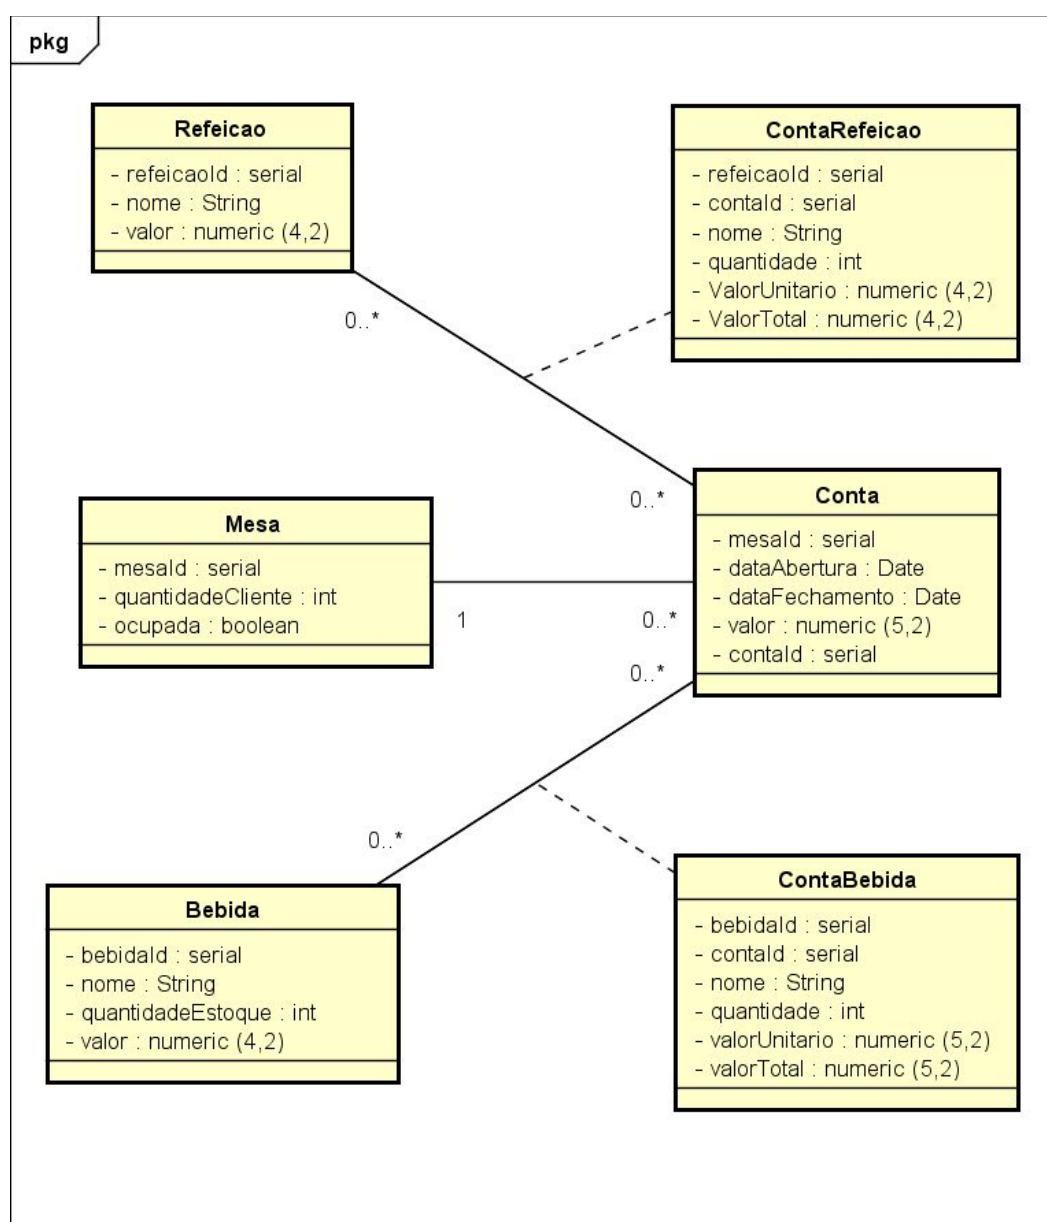 pkg
Refeicao
- refeicaoId : serial
- nome : String
- valor : numeric (4,2)
ContaRefeicao
- refeicaoId : serial
- contaId : serial
- nome : String
- quantidade : int
- ValorUnitario : numeric (4,2)
- ValorTotal : numeric (4,2)
0..*
0..*
Mesa
- mesaId : serial
- quantidadeCliente : int
- ocupada : boolean
1
0..*
Conta
- mesaId : serial
- dataAbertura : Date
- dataFechamento : Date
- valor : numeric (5,2)
- contaId : serial
0..*
0..*
Bebida
- bebidaId : serial
- nome : String
- quantidadeEstoque : int
- valor : numeric (4,2)
ContaBebida
- bebidaId : serial
- contaId : serial
- nome : String
- quantidade : int
- valorUnitario : numeric (5,2)
- valorTotal : numeric (5,2)